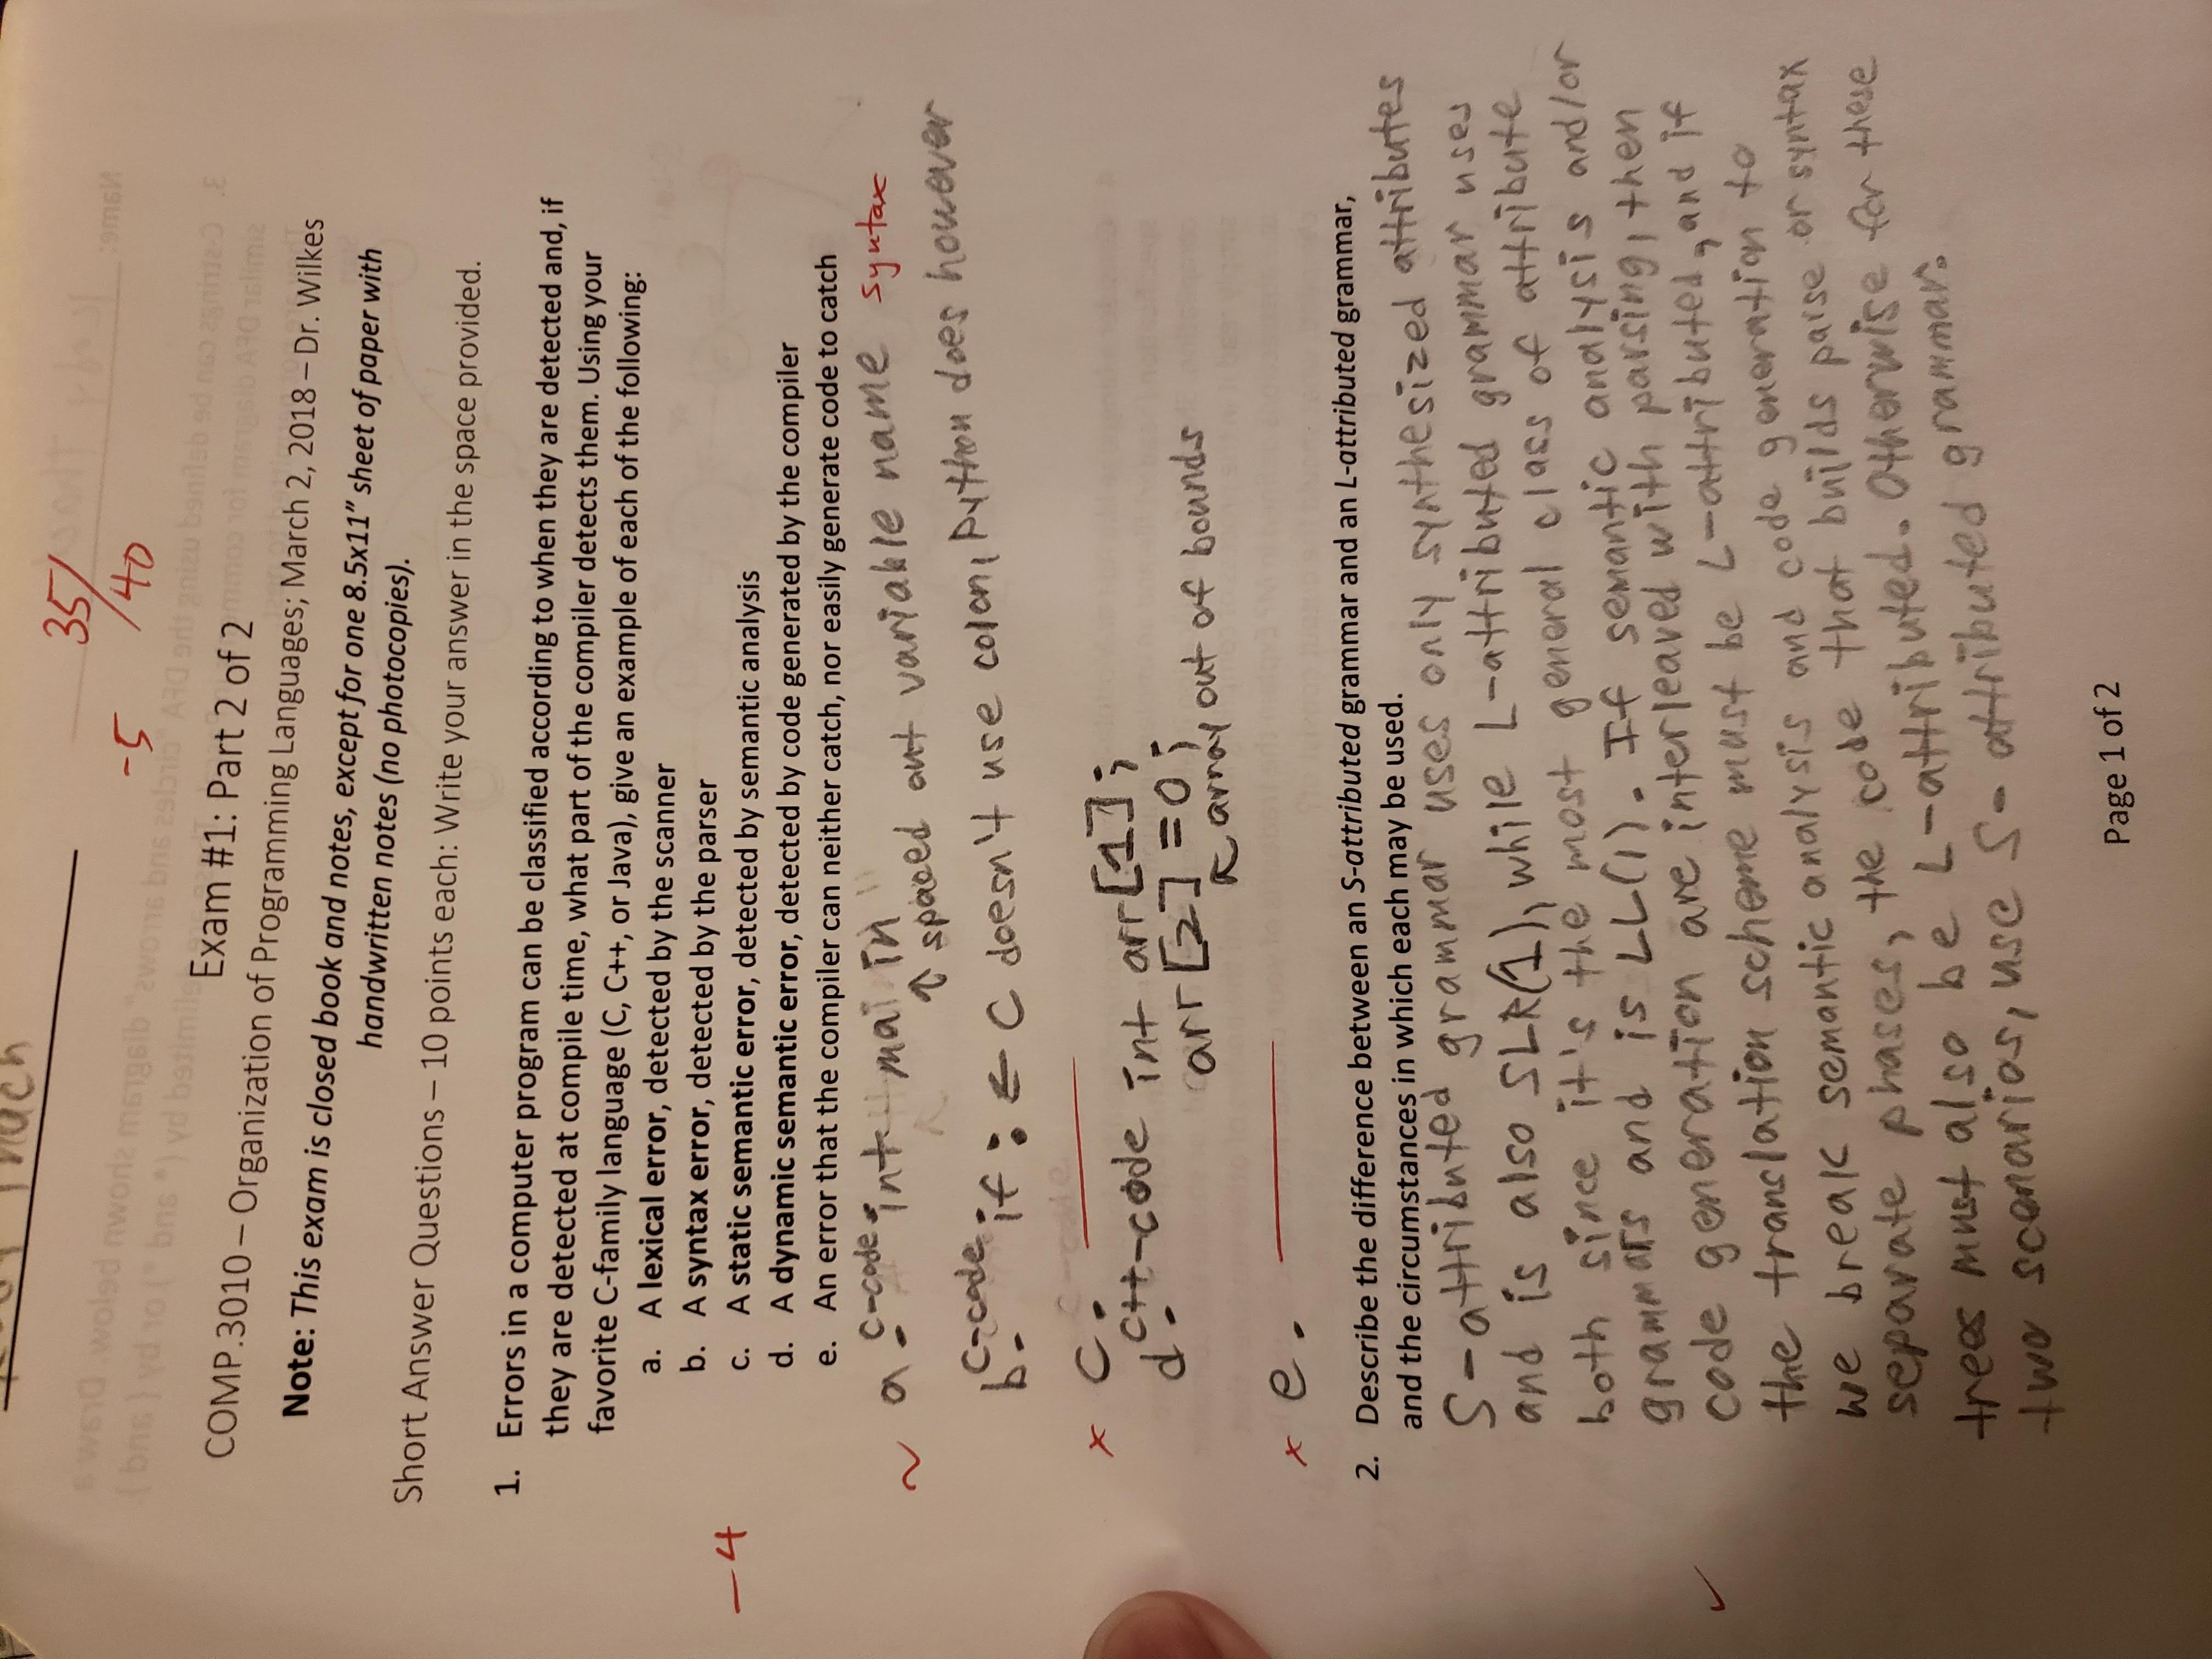 Thach
35/40
-5
Exam #1: Part 2 of 2
COMP.3010 – Organization of Programming Languages; March 2, 2018 – Dr. Wilkes
Note: This exam is closed book and notes, except for one 8.5x11” sheet of paper with
handwritten notes (no photocopies).
Short Answer Questions – 10 points each: Write your answer in the space provided.
1. Errors in a computer program can be classified according to when they are detected and, if
they are detected at compile time, what part of the compiler detects them. Using your
favorite C-family language (C, C++, or Java), give an example of each of the following:
a. A lexical error, detected by the scanner
b. A syntax error, detected by the parser
-4
c. A static semantic error, detected by semantic analysis
d. A dynamic semantic error, detected by code generated by the compiler
e. An error that the compiler can neither catch, nor easily generate code to catch
~ a. C-code int mai in syntax
↑ spaced out variable name
b. C-code if : ← C doesn't use colon, Python does however
x c.
d. C++-code int arr[1];
arr[2] = 0;
↖ array out of bounds
x e.
2. Describe the difference between an S-attributed grammar and an L-attributed grammar,
and the circumstances in which each may be used.
S-attributed grammar uses only synthesized attributes
and is also SLR(1), while L-attributed grammar uses
both since it's the most general class of attribute
grammars and is LL(1). If semantic analysis and/or
code generation are interleaved with parsing, then
✓
the translation scheme must be L-attributed, and if
we break semantic analysis and code generation to
separate phases, the code that builds parse or syntax
trees must also be L-attributed. Otherwise for these
two scenarios, use S-attributed grammar.
Page 1 of 2